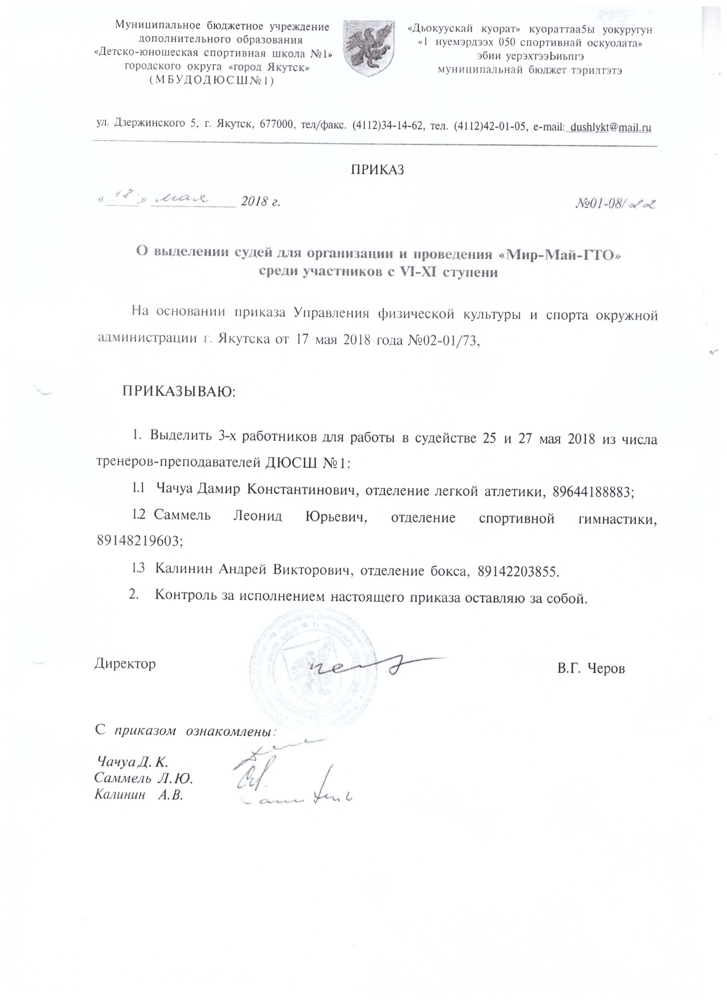 Муниципальное бюджетное учреждение
дополнительного образования
«Детско-юношеская спортивная школа №1»
городского округа «город Якутск»
(МБУДОДЮСШ№1)
«Дьокуускай куорат» куораттаа5ы уокуругун
«1 нуемэрдээх 050 спортивнай оскуолата»
эбии уерэхтээЬиьпгэ
муниципальнай бюджет тэрилтэтэ
ул. Дзержинского 5, г. Якутск, 677000, тел/факс. (4112)34-14-62, тел. (4112)42-01-05, e-mail: dushlykt@mail.ru
ПРИКАЗ
«18» мая 2018 г.
№01-08/22
О выделении судей для организации и проведения «Мир-Май-ГТО»
среди участников с VI-XI ступени
На основании приказа Управления физической культуры и спорта окружной
администрации г. Якутска от 17 мая 2018 года №02-01/73,
ПРИКАЗЫВАЮ:
1. Выделить 3-х работников для работы в судействе 25 и 27 мая 2018 из числа
тренеров-преподавателей ДЮСШ №1:
1.1 Чачуа Дамир Константинович, отделение легкой атлетики, 89644188883;
1.2 Саммель Леонид Юрьевич, отделение спортивной гимнастики,
89148219603;
1.3 Калинин Андрей Викторович, отделение бокса, 89142203855.
2. Контроль за исполнением настоящего приказа оставляю за собой.
Директор
В.Г. Черов
С приказом ознакомлены:
Чачуа Д. К.
Саммель Л.Ю.
Калинин А.В.